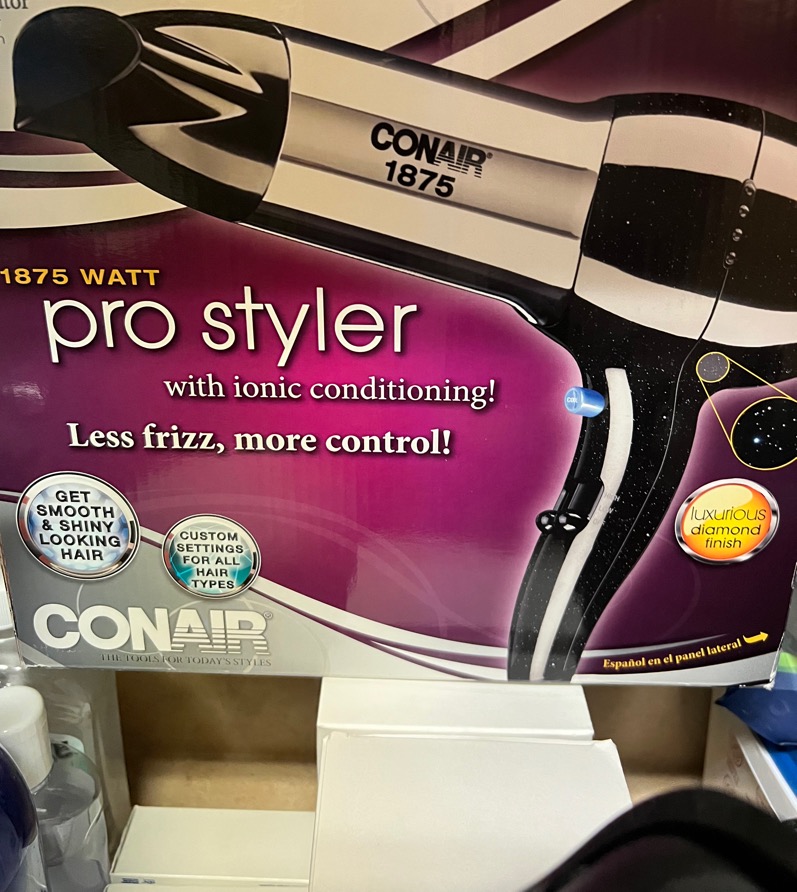 CONAIR®
1875
1875 WATT
pro styler
with ionic conditioning!
Less frizz, more control!
GET
SMOOTH
& SHINY
LOOKING
HAIR
CUSTOM
SETTINGS
FOR ALL
HAIR
TYPES
luxurious
diamond
finish
CONAIR®
THE TOOLS FOR TODAY'S STYLES
Español en el panel lateral